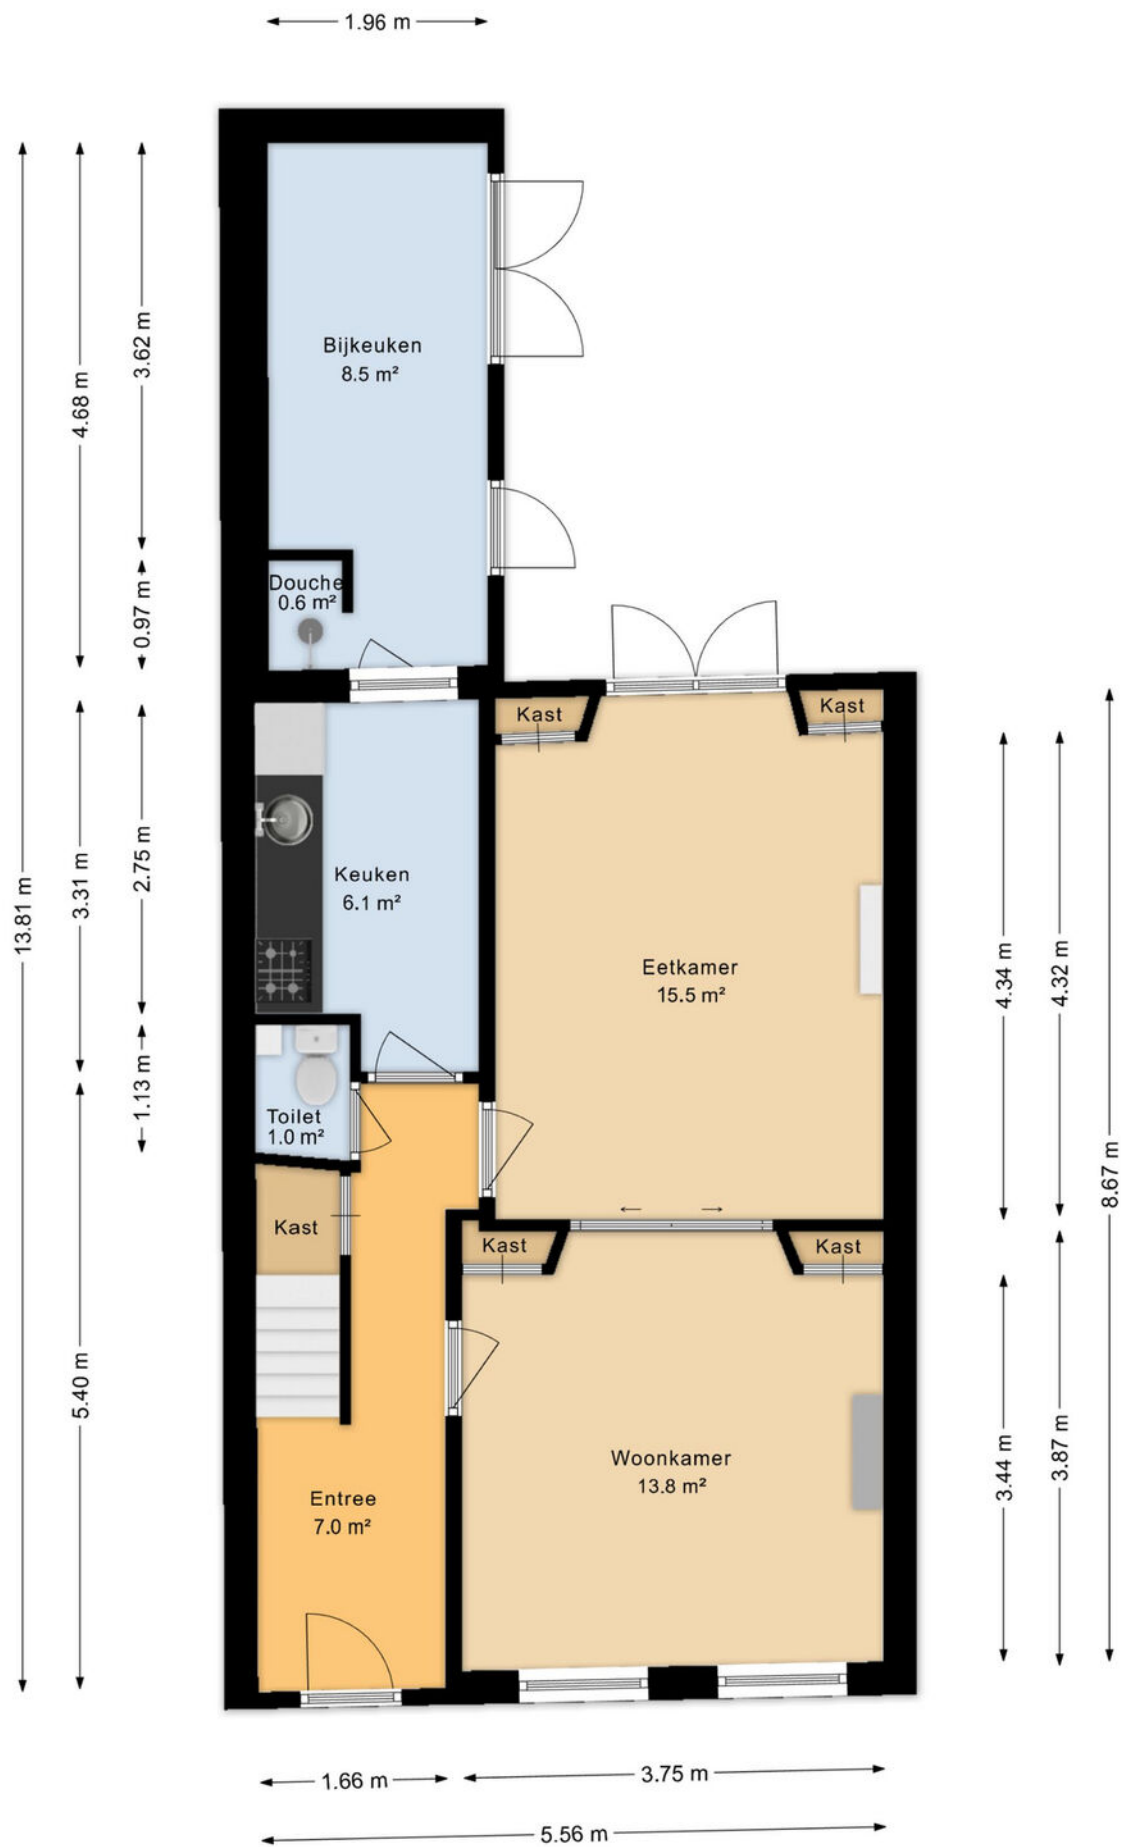 1.96 m
13.81 m
4.68 m
3.62 m
0.97 m
3.31 m
2.75 m
1.13 m
5.40 m
Bijkeuken
8.5 m²
Douche
0.6 m²
Kast
Kast
Keuken
6.1 m²
Eetkamer
15.5 m²
Toilet
1.0 m²
Kast
Kast
Kast
Woonkamer
13.8 m²
Entree
7.0 m²
4.34 m
4.32 m
8.67 m
3.44 m
3.87 m
1.66 m
3.75 m
5.56 m